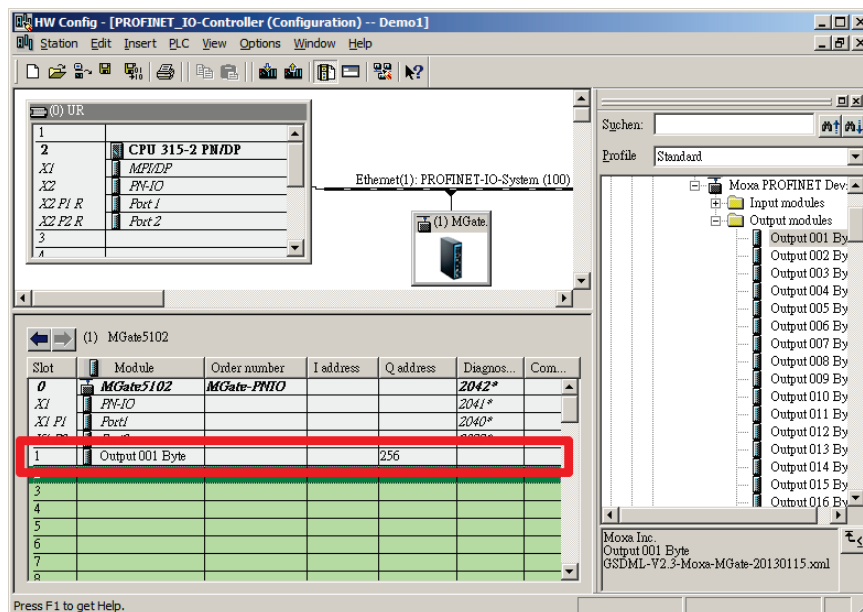 HW Config - [PROFINET_IO-Controller (Configuration) -- Demo1]
Station Edit Insert PLC View Options Window Help
(0) UR
1
2 CPU 315-2 PN/DP
X1 MPI/DP
X2 PN-IO
X2 P1 R Port 1
X2 P2 R Port 2
3
4
Ethernet(1): PROFINET-IO-System (100)
(1) MGate.
(1) MGate5102
Slot Module Order number I address Q address Diagnos... Com...
0 MGate5102 MGate-PNIO 2042*
X1 PN-IO 2041*
X1 P1 Port1 2040*
1 Output 001 Byte 256
3
4
5
6
7
8
Suchen:
Profile Standard
Moxa PROFINET Dev
Input modules
Output modules
Output 001 By
Output 002 By
Output 003 By
Output 004 By
Output 005 By
Output 006 By
Output 007 By
Output 008 By
Output 009 By
Output 010 By
Output 011 By
Output 012 By
Output 013 By
Output 014 By
Output 015 By
Output 016 By
Moxa Inc.
Output 001 Byte
GSDML-V2.3-Moxa-MGate-20130115.xml
Press F1 to get Help.